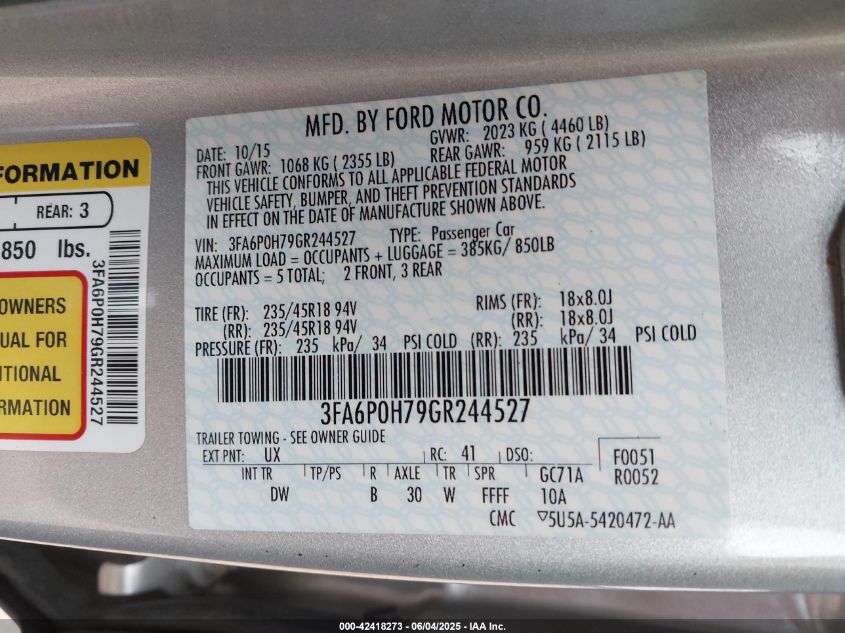 MFD. BY FORD MOTOR CO.
DATE: 10/15 GVWR: 2023 KG ( 4460 LB)
FRONT GAWR: 1068 KG ( 2355 LB) REAR GAWR: 959 KG ( 2115 LB)
THIS VEHICLE CONFORMS TO ALL APPLICABLE FEDERAL MOTOR
VEHICLE SAFETY, BUMPER, AND THEFT PREVENTION STANDARDS
IN EFFECT ON THE DATE OF MANUFACTURE SHOWN ABOVE.
VIN: 3FA6P0H79GR244527 TYPE: Passenger Car
MAXIMUM LOAD = OCCUPANTS + LUGGAGE = 385KG/ 850LB
OCCUPANTS = 5 TOTAL; 2 FRONT, 3 REAR
TIRE (FR): 235/45R18 94V RIMS (FR): 18x8.0J
(RR): 235/45R18 94V (RR): 18x8.0J
PRESSURE (FR): 235 kPa/ 34 PSI COLD (RR): 235 kPa/ 34 PSI COLD
3FA6P0H79GR244527
TRAILER TOWING - SEE OWNER GUIDE
EXT PNT: UX RC: 41 DSO: F0051
INT TR TP/PS R AXLE TR SPR GC71A R0052
DW B 30 W FFFF 10A
CMC ▽5U5A-5420472-AA
FORMATION
REAR: 3
850 lbs.
OWNERS
UAL FOR
ITIONAL
ORMATION
3FA6P0H79GR244527
000-42418273 - 06/04/2025 - IAA Inc.